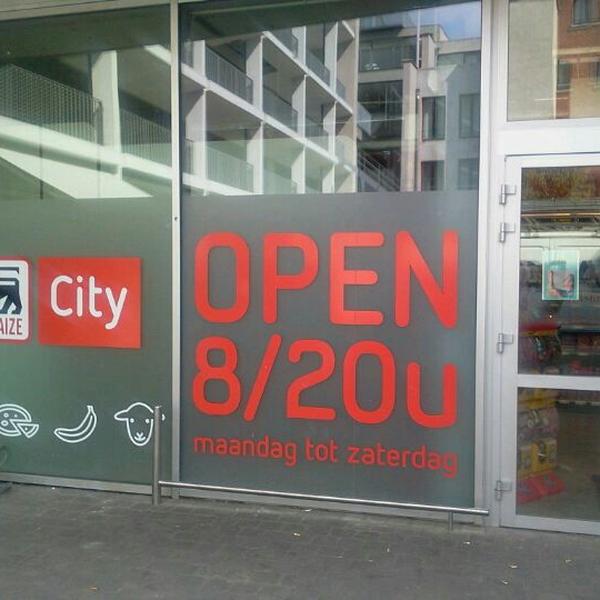 AIZE
City
OPEN
8/20u
maandag tot zaterdag